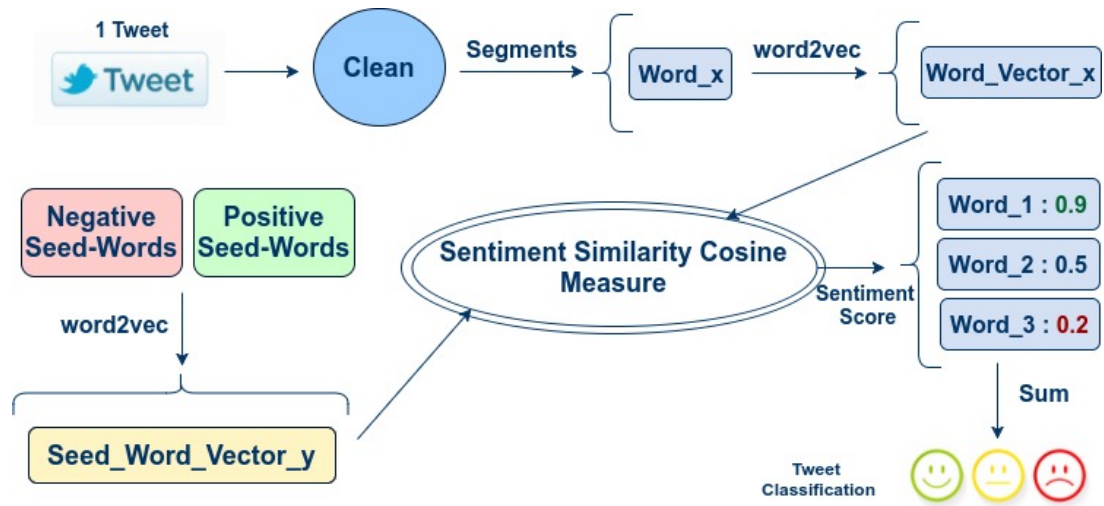 1 Tweet
Tweet
Clean
Segments
Word_x
word2vec
Word_Vector_x
Negative
Seed-Words
Positive
Seed-Words
word2vec
Seed_Word_Vector_y
Sentiment Similarity Cosine
Measure
Sentiment
Score
Word_1 : 0.9
Word_2 : 0.5
Word_3 : 0.2
Sum
Tweet
Classification